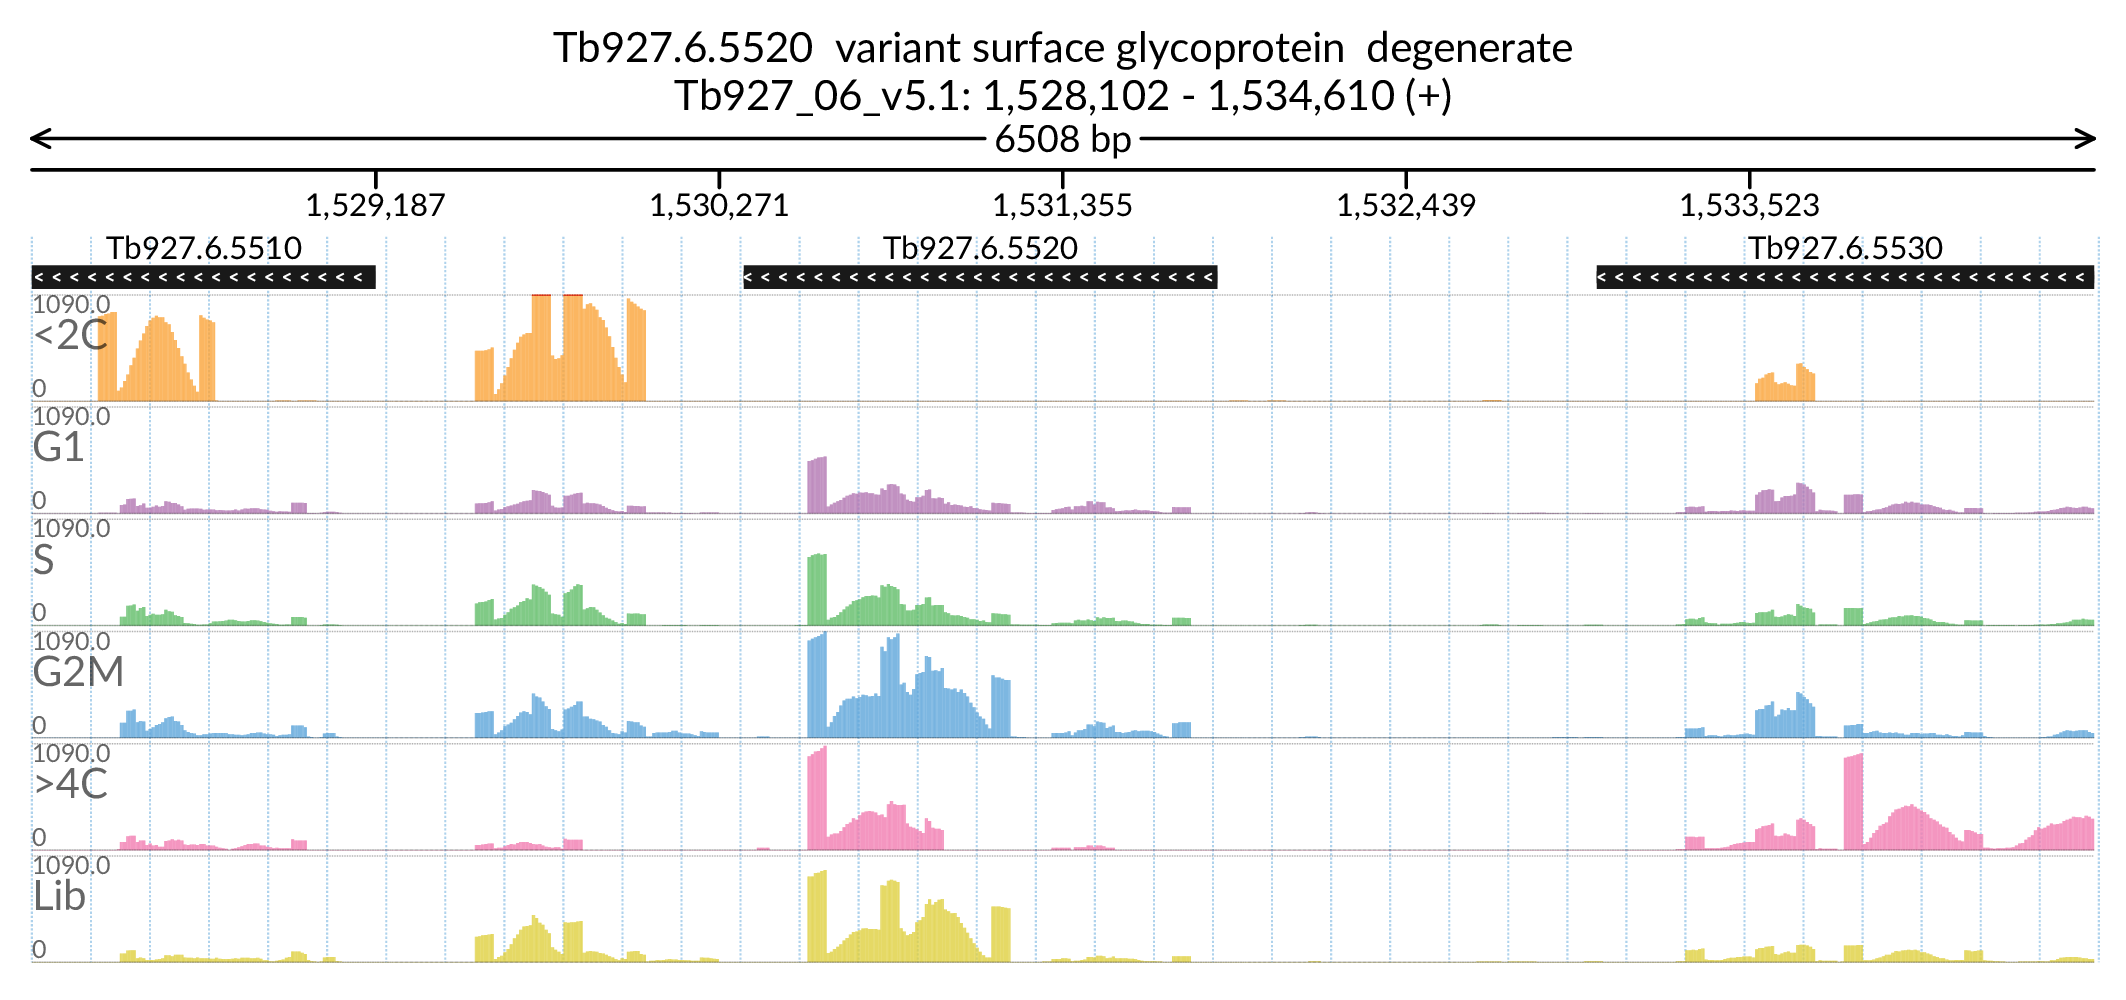 Tb927.6.5520  variant surface glycoprotein  degenerate
Tb927_06_v5.1: 1,528,102 - 1,534,610 (+)
6508 bp
1,529,187 1,530,271 1,531,355 1,532,439 1,533,523
Tb927.6.5510 Tb927.6.5520 Tb927.6.5530
1090.0
<2C
0
1090.0
G1
0
1090.0
S
0
1090.0
G2M
0
1090.0
>4C
0
1090.0
Lib
0